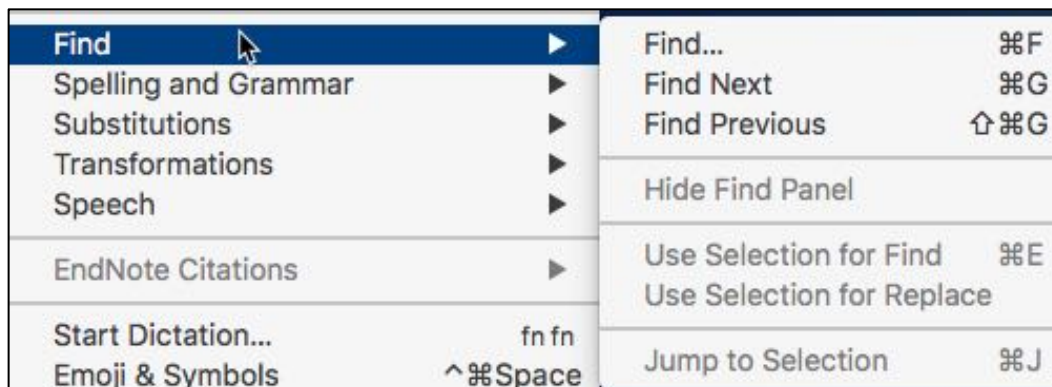 Find
Spelling and Grammar
Substitutions
Transformations
Speech
EndNote Citations
Start Dictation... fn fn
Emoji & Symbols ^⌘Space
Find... ⌘F
Find Next ⌘G
Find Previous ⇧⌘G
Hide Find Panel
Use Selection for Find ⌘E
Use Selection for Replace
Jump to Selection ⌘J